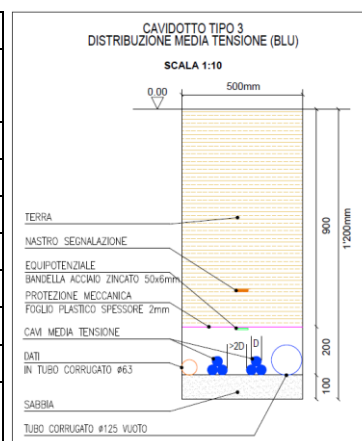 CAVIDOTTO TIPO 3
DISTRIBUZIONE MEDIA TENSIONE (BLU)
SCALA 1:10
0.00
500mm
TERRA
NASTRO SEGNALAZIONE
EQUIPOTENZIALE
BANDELLA ACCIAIO ZINCATO 50x6mm
PROTEZIONE MECCANICA
FOGLIO PLASTICO SPESSORE 2mm
CAVI MEDIA TENSIONE
>2D
D
DATI
IN TUBO CORRUGATO ø63
SABBIA
TUBO CORRUGATO ø125 VUOTO
900
1'200mm
200
100